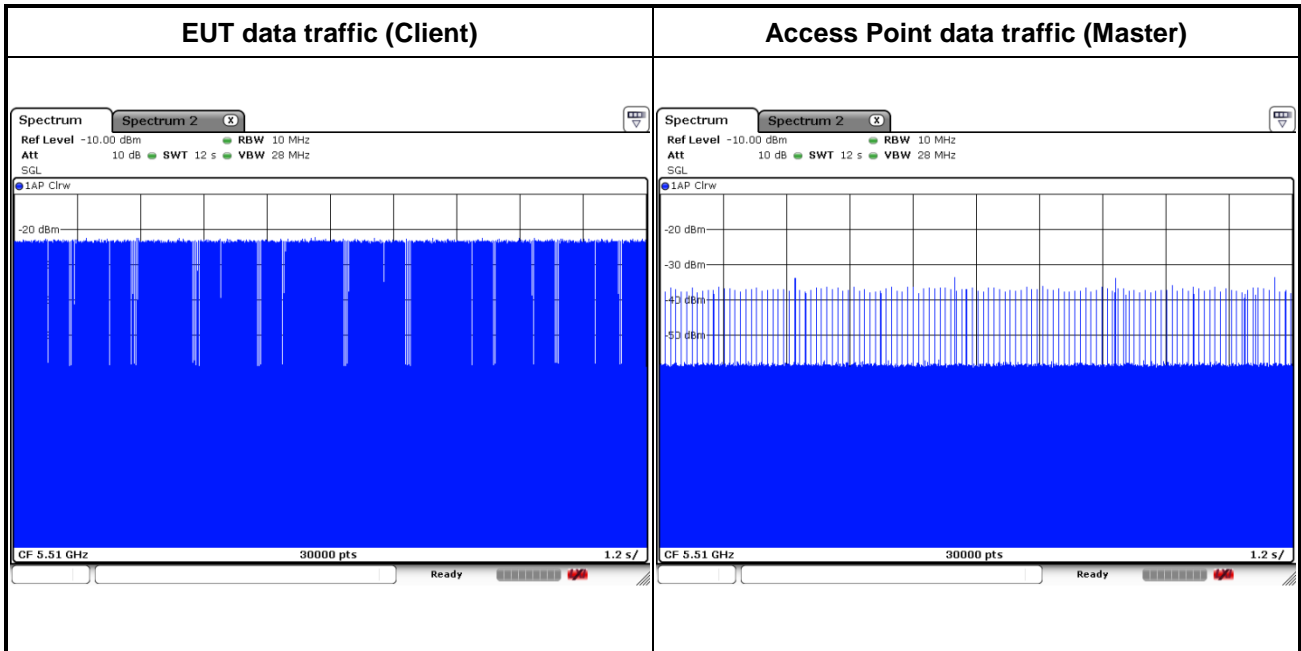 EUT data traffic (Client)
Access Point data traffic (Master)
Spectrum Spectrum 2 X
Ref Level -10.00 dBm RBW 10 MHz
Att 10 dB SWT 12 s VBW 28 MHz
SGL
1AP Clrw
-20 dBm
CF 5.51 GHz 30000 pts 1.2 s/
Ready
Spectrum Spectrum 2 X
Ref Level -10.00 dBm RBW 10 MHz
Att 10 dB SWT 12 s VBW 28 MHz
SGL
1AP Clrw
-20 dBm
-30 dBm
-40 dBm
-50 dBm
CF 5.51 GHz 30000 pts 1.2 s/
Ready